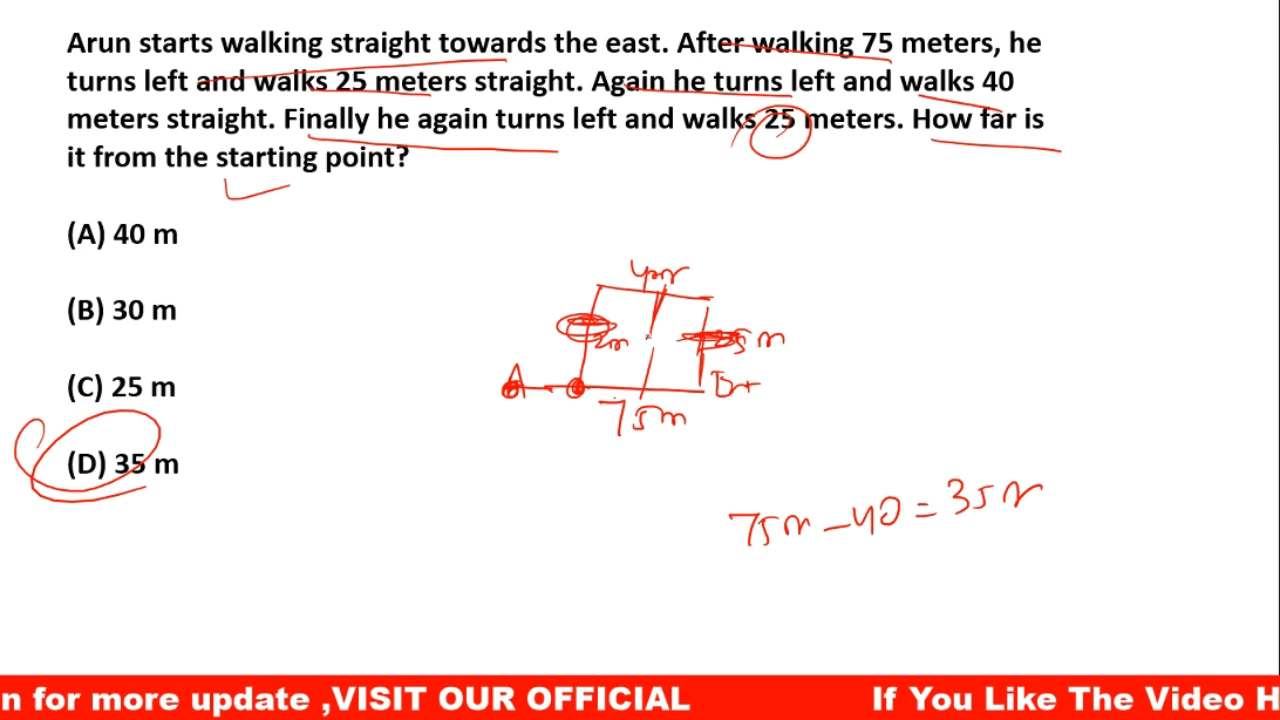 Arun starts walking straight towards the east. After walking 75 meters, he
turns left and walks 25 meters straight. Again he turns left and walks 40
meters straight. Finally he again turns left and walks 25 meters. How far is
it from the starting point?
(A) 40 m
(B) 30 m
(C) 25 m
(D) 35 m
A
75m
75m - 40 = 35m
n for more update ,VISIT OUR OFFICIAL
If You Like The Video H